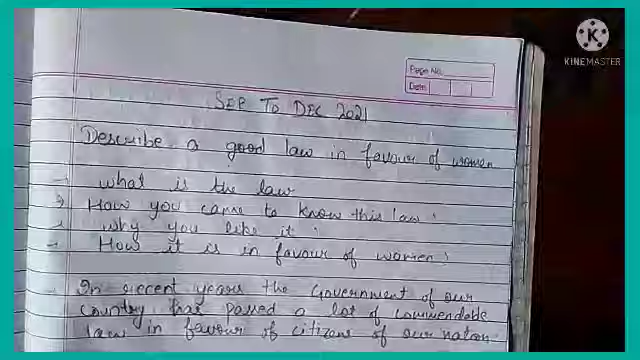 KINEMASTER
Page No.
Date
SEP TO DEC 2021
Describe a good law in favour of women
- what is the law
→ How you came to know this law.
- why you like it.
- How it is in favour of women.
- In recent years the Government of our
country that passed a lot of commendable
law in favour of citizens of our nation.